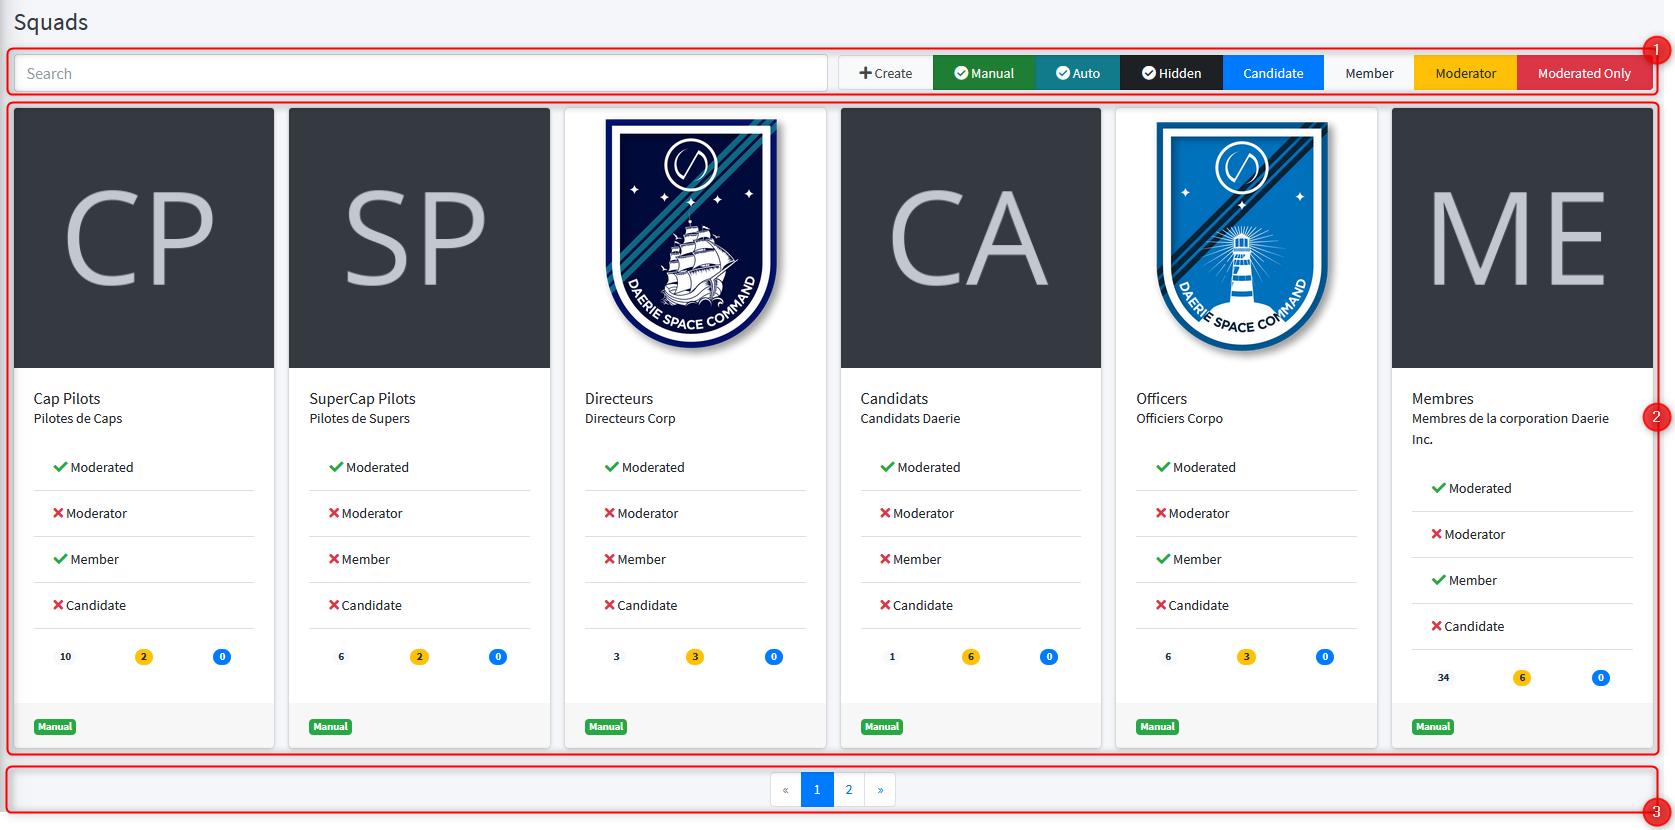 Squads
1
Search
Create
Manual
Auto
Hidden
Candidate
Member
Moderator
Moderated Only
CP
Cap Pilots
Pilotes de Caps
Moderated
Moderator
Member
Candidate
10 2 0
Manual
SP
SuperCap Pilots
Pilotes de Supers
Moderated
Moderator
Member
Candidate
6 2 0
Manual
DAERIE SPACE COMMAND
Directeurs
Directeurs Corp
Moderated
Moderator
Member
Candidate
3 3 0
Manual
CA
Candidats
Candidats Daerie
Moderated
Moderator
Member
Candidate
1 6 0
Manual
DAERIE SPACE COMMAND
Officers
Officiers Corpo
Moderated
Moderator
Member
Candidate
6 3 0
Manual
ME
Membres
Membres de la corporation Daerie
Inc.
Moderated
Moderator
Member
Candidate
34 6 0
Manual
2
« 1 2 »
3